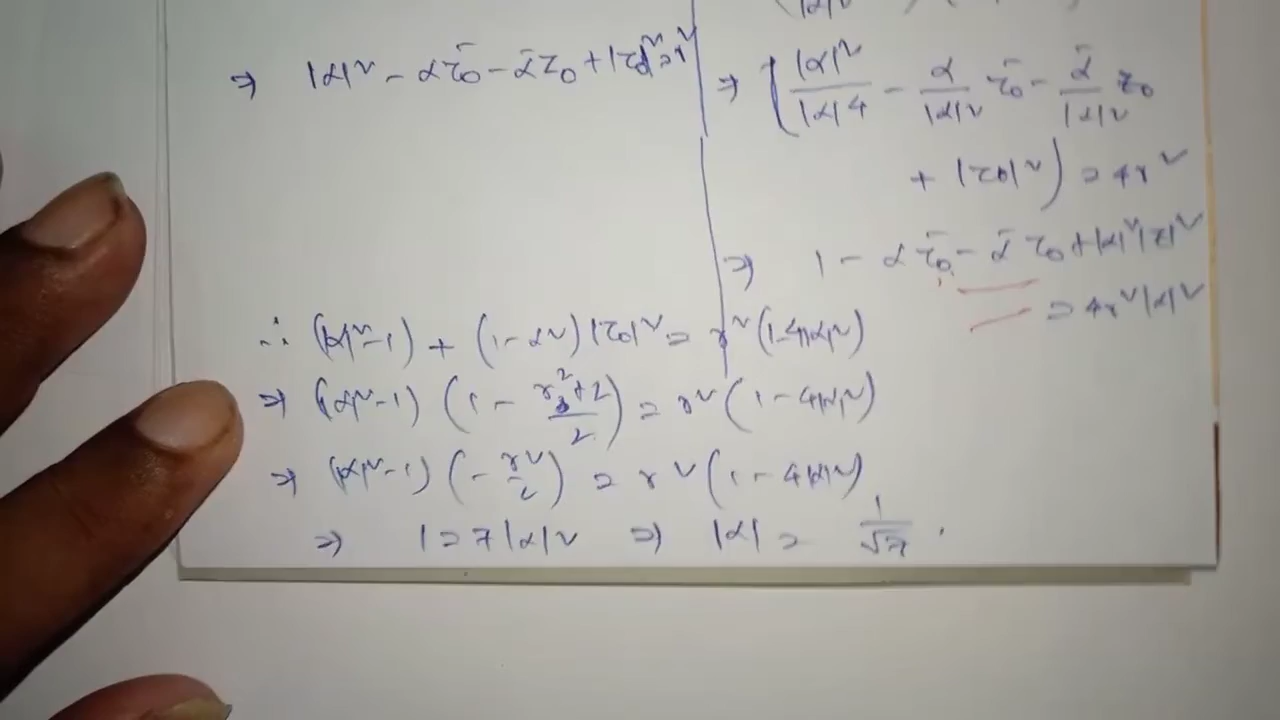 ⇒ |α|² - αz̄₀ - ᾱz₀ + |z₀|² = r²
⇒ ( |α|²/|α|4 - α/|α|² z̄₀ - ᾱ/|α|² z₀
+ |z₀|² ) = 4r²
⇒ 1 - αz̄₀ - ᾱz₀ + |α|²|z|²
= 4r²|α|²
∴ (|α|² - 1) + (1 - α²)|z₀|² = r²(1 - 4|α|²)
⇒ (|α|² - 1) (1 - (r²+2)/2) = r²(1 - 4|α|²)
⇒ (|α|² - 1) (-r²/2) = r²(1 - 4|α|²)
⇒ 1 = 7|α|² ⇒ |α| = 1/√7 .